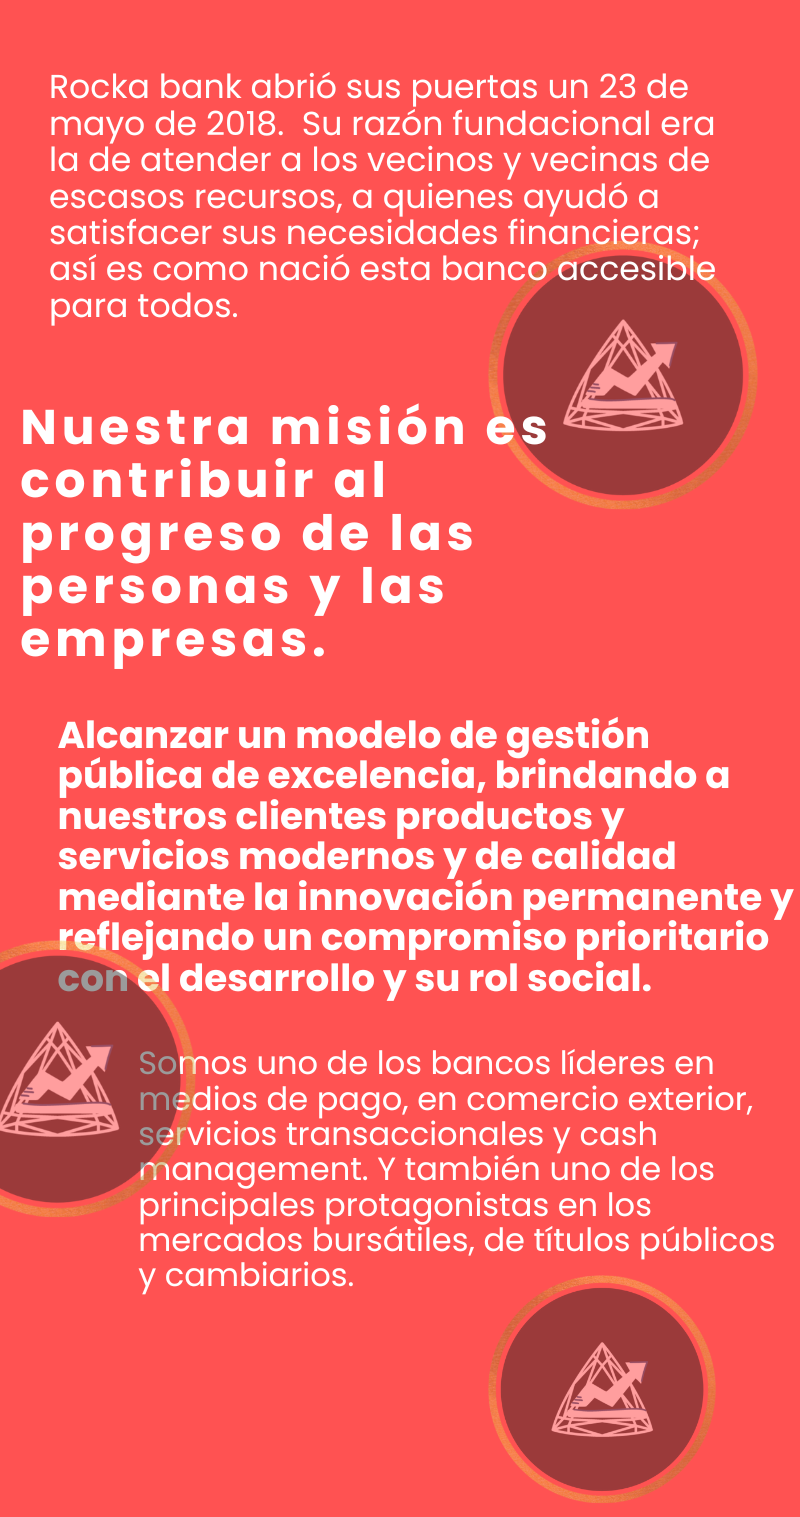 Rocka bank abrió sus puertas un 23 de
mayo de 2018.  Su razón fundacional era
la de atender a los vecinos y vecinas de
escasos recursos, a quienes ayudó a
satisfacer sus necesidades financieras;
así es como nació esta banco accesible
para todos.
Nuestra misión es
contribuir al
progreso de las
personas y las
empresas.
Alcanzar un modelo de gestión
pública de excelencia, brindando a
nuestros clientes productos y
servicios modernos y de calidad
mediante la innovación permanente y
reflejando un compromiso prioritario
con el desarrollo y su rol social.
Somos uno de los bancos líderes en
medios de pago, en comercio exterior,
servicios transaccionales y cash
management. Y también uno de los
principales protagonistas en los
mercados bursátiles, de títulos públicos
y cambiarios.